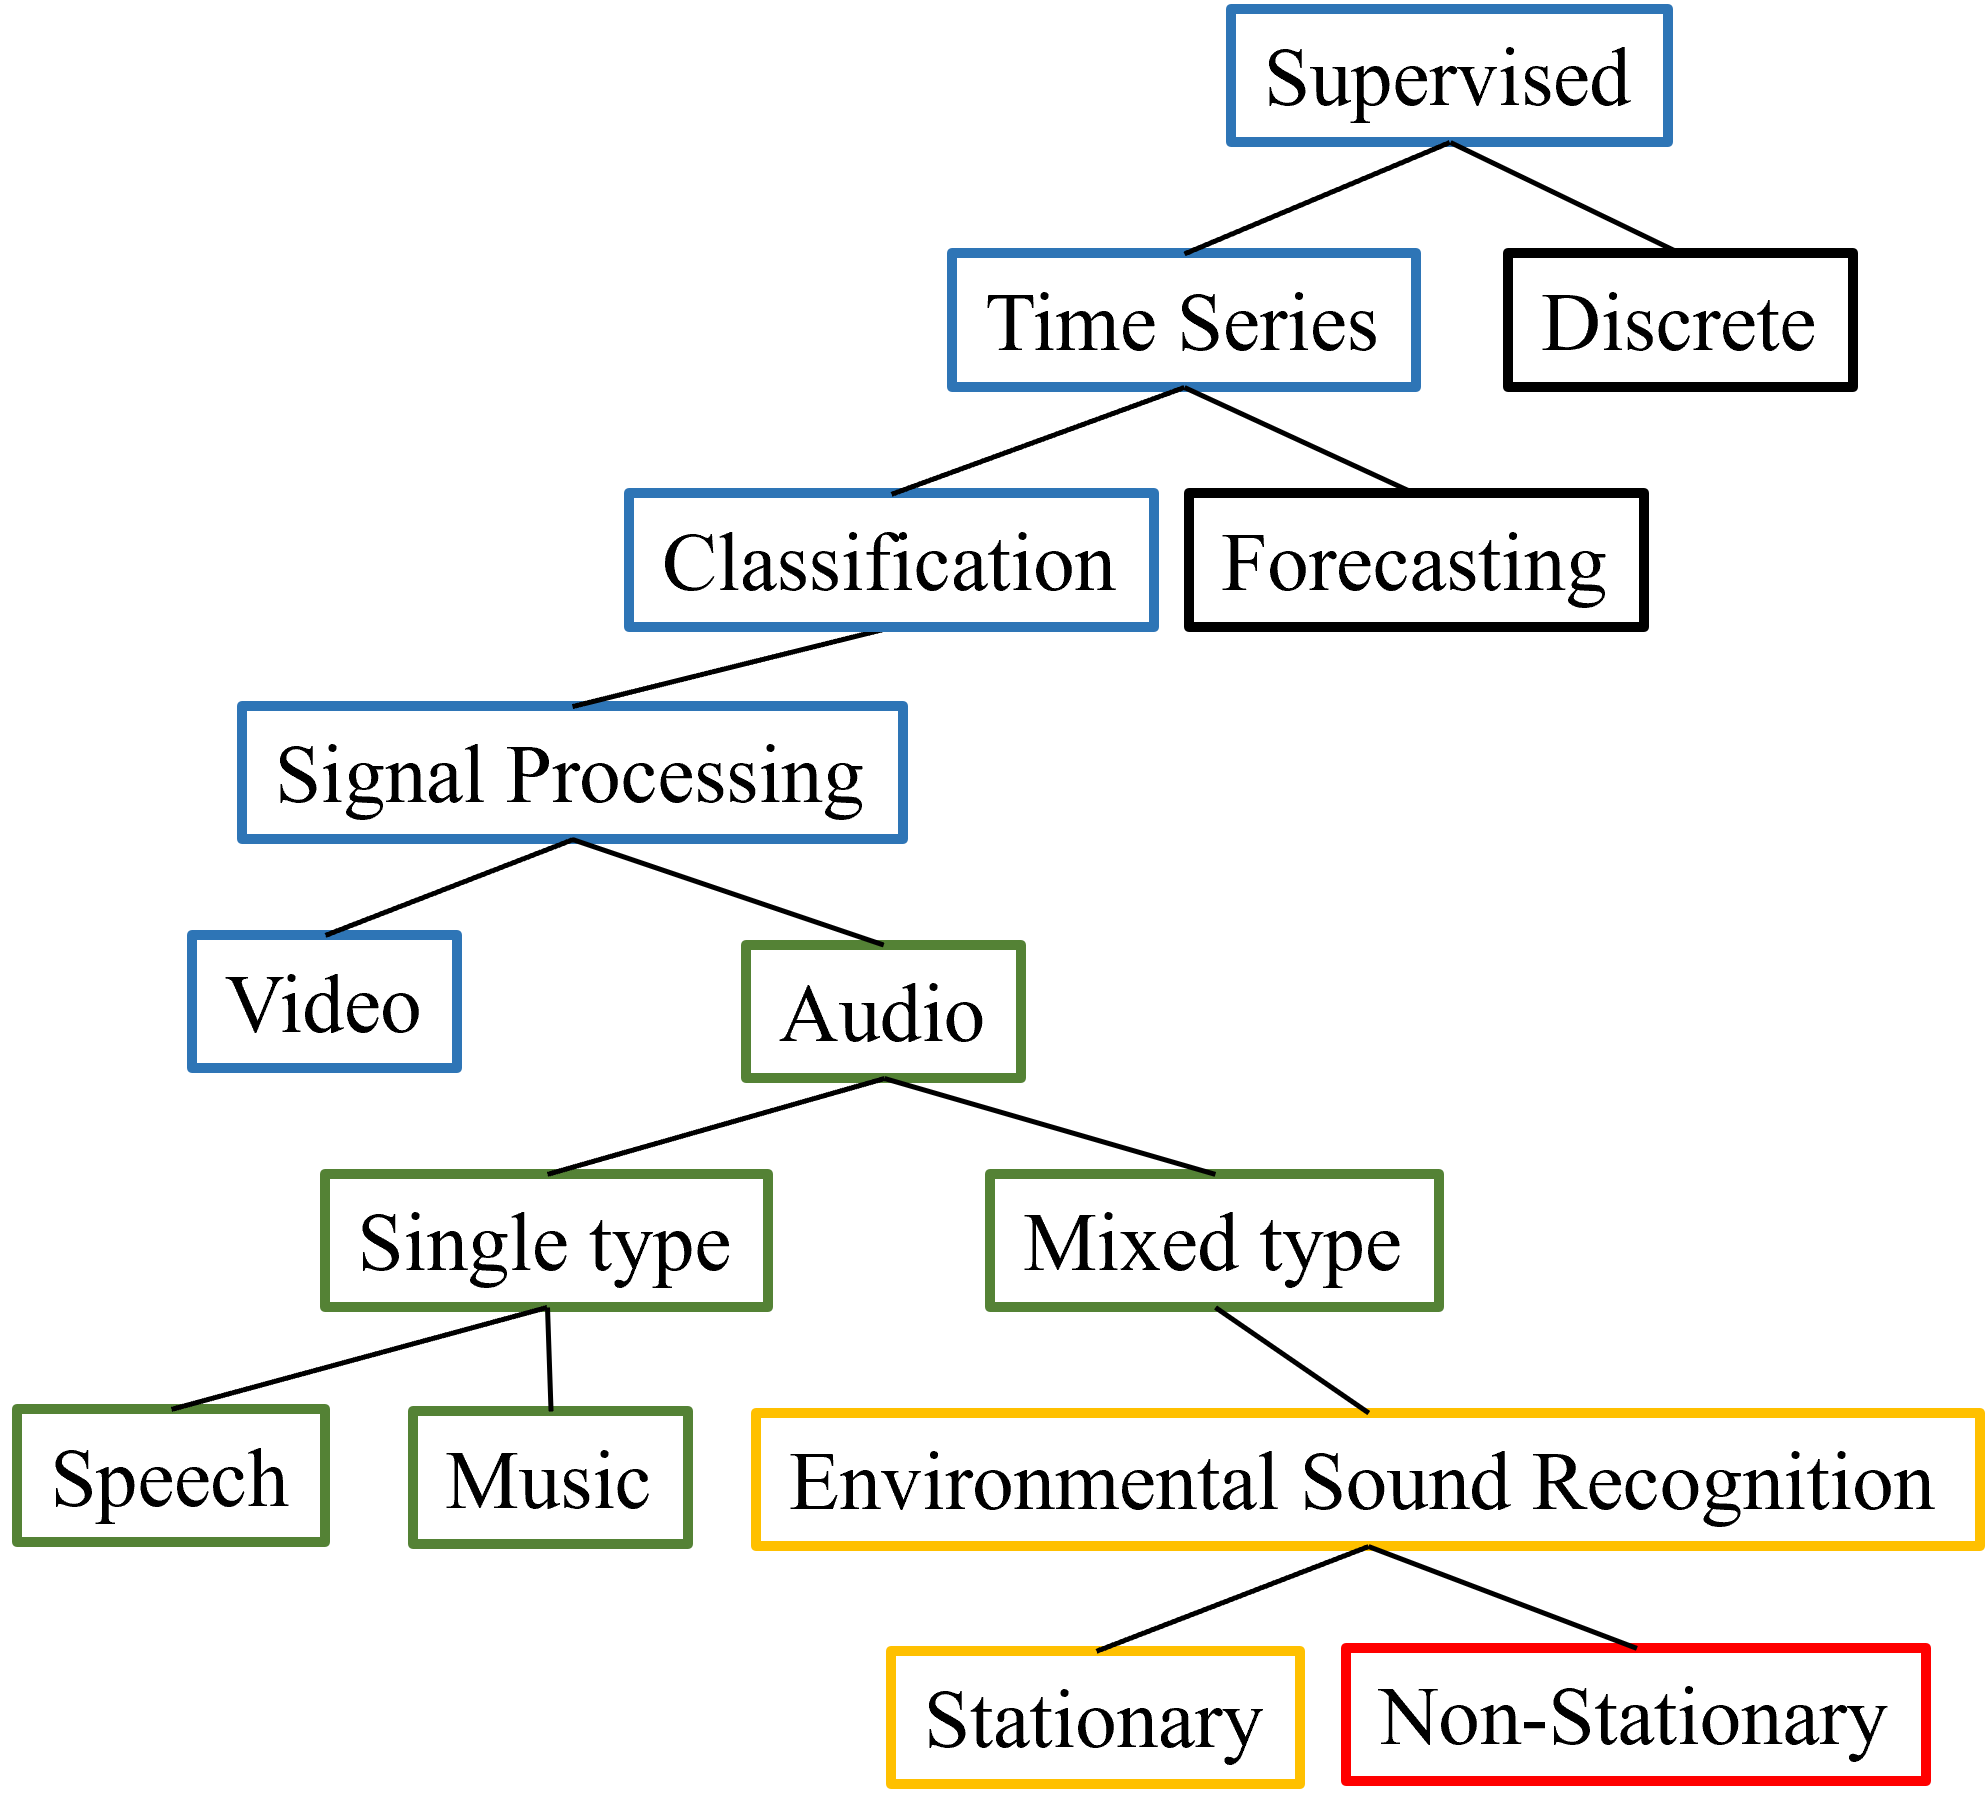 Supervised
Time Series
Discrete
Classification
Forecasting
Signal Processing
Video
Audio
Single type
Mixed type
Speech
Music
Environmental Sound Recognition
Stationary
Non-Stationary